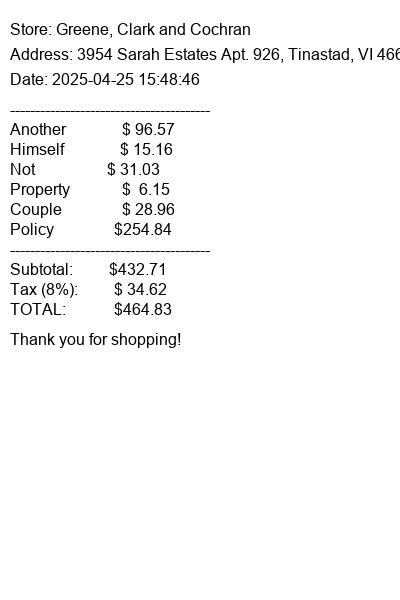 Store: Greene, Clark and Cochran
Address: 3954 Sarah Estates Apt. 926, Tinastad, VI 466
Date: 2025-04-25 15:48:46
----------------------------------------
Another $ 96.57
Himself $ 15.16
Not $ 31.03
Property $ 6.15
Couple $ 28.96
Policy $254.84
----------------------------------------
Subtotal: $432.71
Tax (8%): $ 34.62
TOTAL: $464.83
Thank you for shopping!